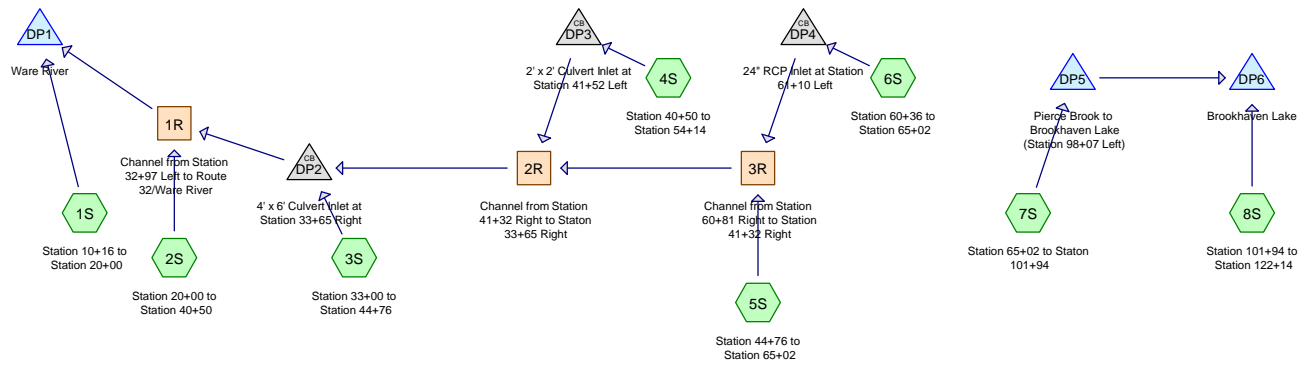 DP1
Ware River
1R
Channel from Station
32+97 Left to Route
32/Ware River
1S
Station 10+16 to
Station 20+00
2S
Station 20+00 to
Station 40+50
CB
DP2
4' x 6' Culvert Inlet at
Station 33+65 Right
3S
Station 33+00 to
Station 44+76
CB
DP3
2' x 2' Culvert Inlet at
Station 41+52 Left
4S
Station 40+50 to
Station 54+14
2R
Channel from Station
41+32 Right to Staton
33+65 Right
CB
DP4
24" RCP Inlet at Station
61+10 Left
6S
Station 60+36 to
Station 65+02
3R
Channel from Station
60+81 Right to Station
41+32 Right
5S
Station 44+76 to
Station 65+02
DP5
Pierce Brook to
Brookhaven Lake
(Station 98+07 Left)
7S
Station 65+02 to Staton
101+94
DP6
Brookhaven Lake
8S
Station 101+94 to
Station 122+14